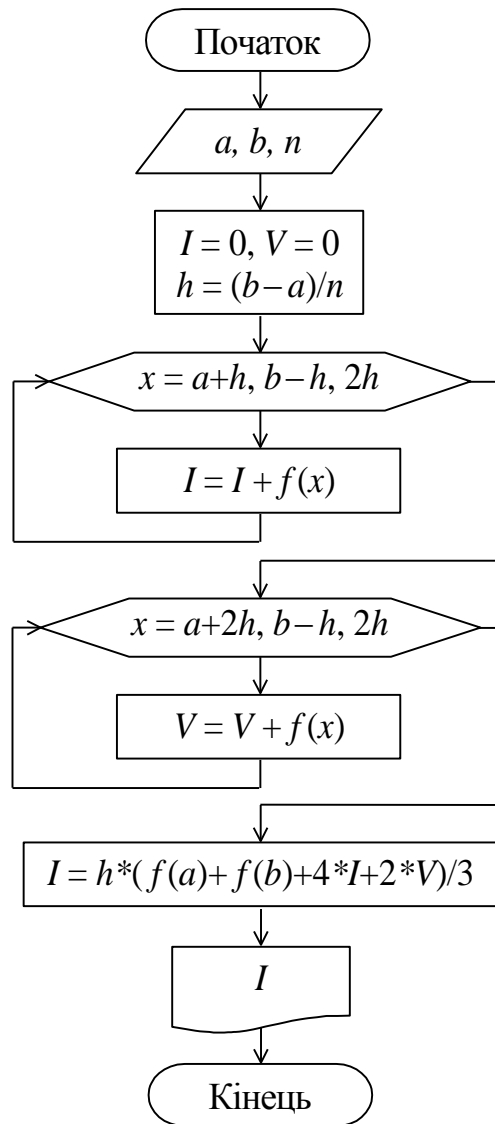 Початок
a, b, n
I = 0, V = 0
h = (b−a)/n
x = a+h, b−h, 2h
I = I + f(x)
x = a+2h, b−h, 2h
V = V + f(x)
I = h*(f(a)+f(b)+4*I+2*V)/3
I
Кінець